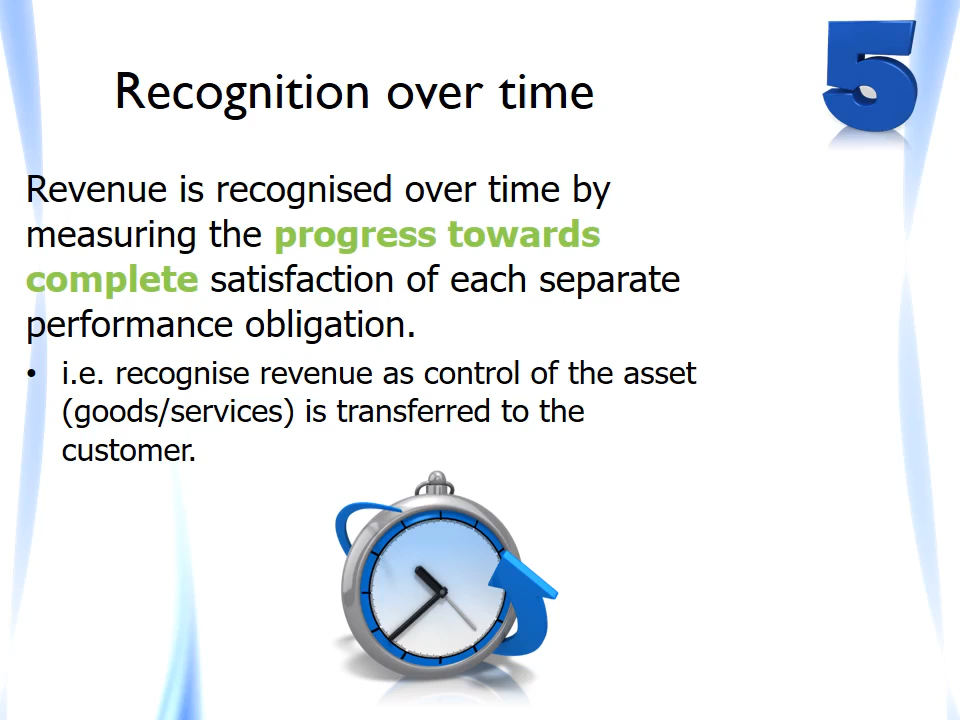 5
Recognition over time
Revenue is recognised over time by
measuring the progress towards
complete satisfaction of each separate
performance obligation.
• i.e. recognise revenue as control of the asset
(goods/services) is transferred to the
customer.